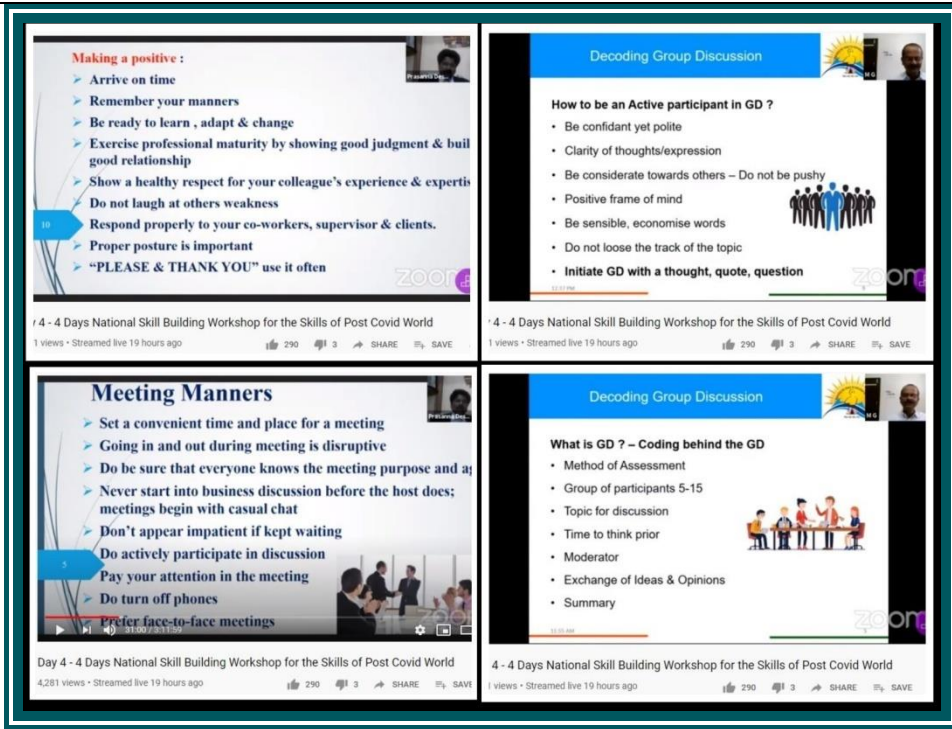 Making a positive :
➢ Arrive on time
➢ Remember your manners
➢ Be ready to learn , adapt & change
➢ Exercise professional maturity by showing good judgment & buil
good relationship
➢ Show a healthy respect for your colleague's experience & expertis
➢ Do not laugh at others weakness
10
Respond properly to your co-workers, supervisor & clients.
➢ Proper posture is important
➢ "PLEASE & THANK YOU" use it often
Prasanna Des...
zoom
4 - 4 Days National Skill Building Workshop for the Skills of Post Covid World
1 views • Streamed live 19 hours ago
290 3 SHARE SAVE
Decoding Group Discussion
M G
How to be an Active participant in GD ?
• Be confidant yet polite
• Clarity of thoughts/expression
• Be considerate towards others – Do not be pushy
• Positive frame of mind
• Be sensible, economise words
• Do not loose the track of the topic
• Initiate GD with a thought, quote, question
zoom
4 - 4 Days National Skill Building Workshop for the Skills of Post Covid World
1 views • Streamed live 19 hours ago
290 3 SHARE SAVE
Meeting Manners
➢ Set a convenient time and place for a meeting
➢ Going in and out during meeting is disruptive
➢ Do be sure that everyone knows the meeting purpose and ag
➢ Never start into business discussion before the host does;
meetings begin with casual chat
➢ Don't appear impatient if kept waiting
Do actively participate in discussion
5
Pay your attention in the meeting
➢ Do turn off phones
➢ Prefer face-to-face meetings
Prasanna Des...
zoom
31:00 / 3:11:59
Day 4 - 4 Days National Skill Building Workshop for the Skills of Post Covid World
4,281 views • Streamed live 19 hours ago
290 3 SHARE SAVE
Decoding Group Discussion
M G
What is GD ? – Coding behind the GD
• Method of Assessment
• Group of participants 5-15
• Topic for discussion
• Time to think prior
• Moderator
• Exchange of Ideas & Opinions
• Summary
11:55 AM
zoom
4 - 4 Days National Skill Building Workshop for the Skills of Post Covid World
views • Streamed live 19 hours ago
290 3 SHARE SAVE